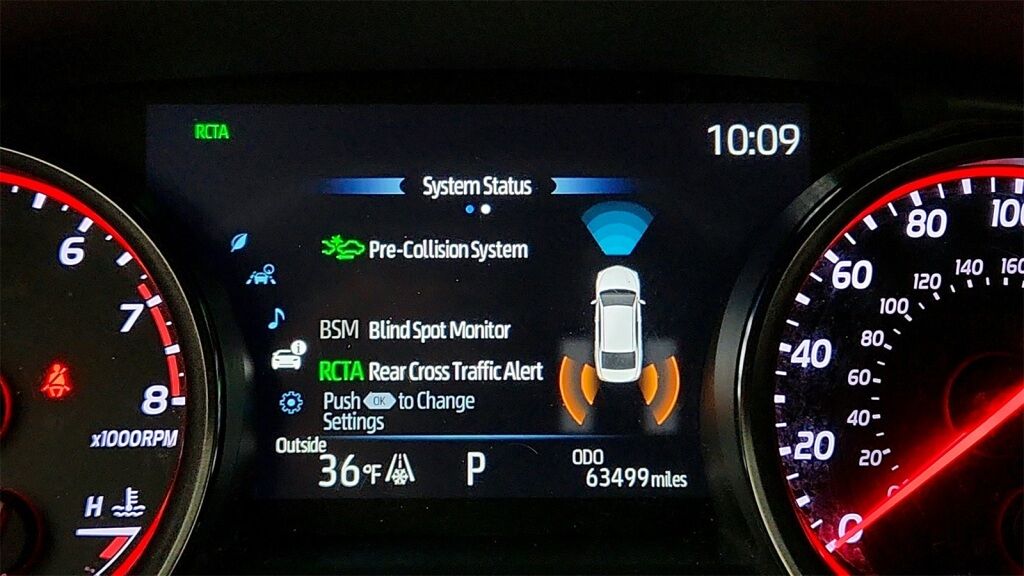 RCTA
10:09
System Status
Pre-Collision System
BSM Blind Spot Monitor
RCTA Rear Cross Traffic Alert
Push OK to Change
Settings
Outside
36°F
P
ODO
63499 miles
6
7
8
x1000RPM
H
0
20
40
60
80
100
20
40
60
80
100
120
140
160
i